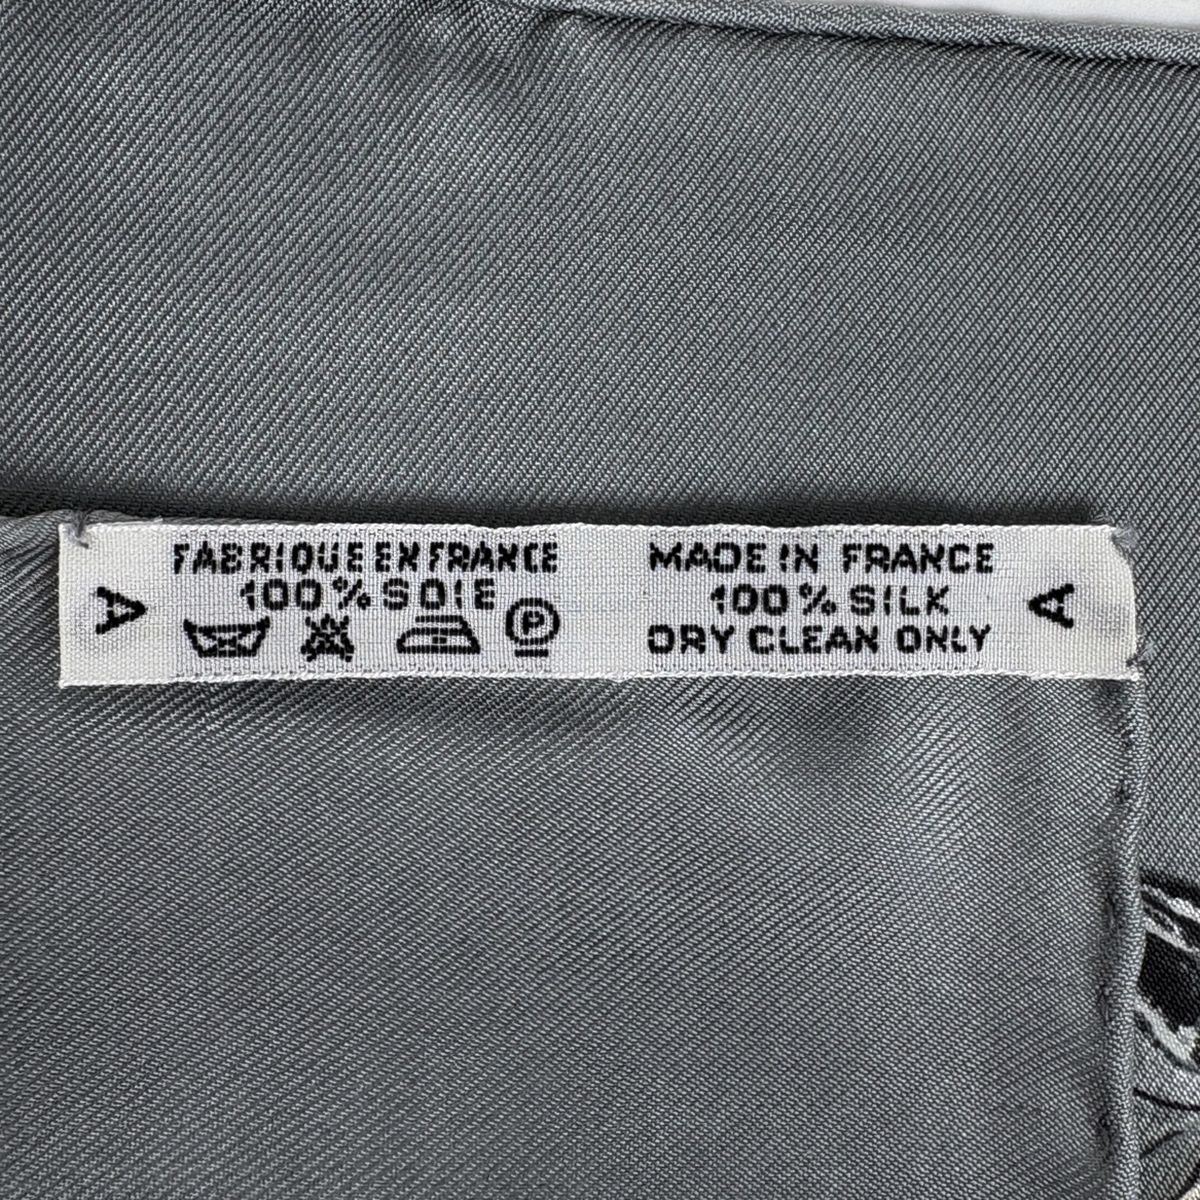 A
FABRIQUE EN FRANCE
100% SOIE
P
MADE IN FRANCE
100% SILK
DRY CLEAN ONLY
A